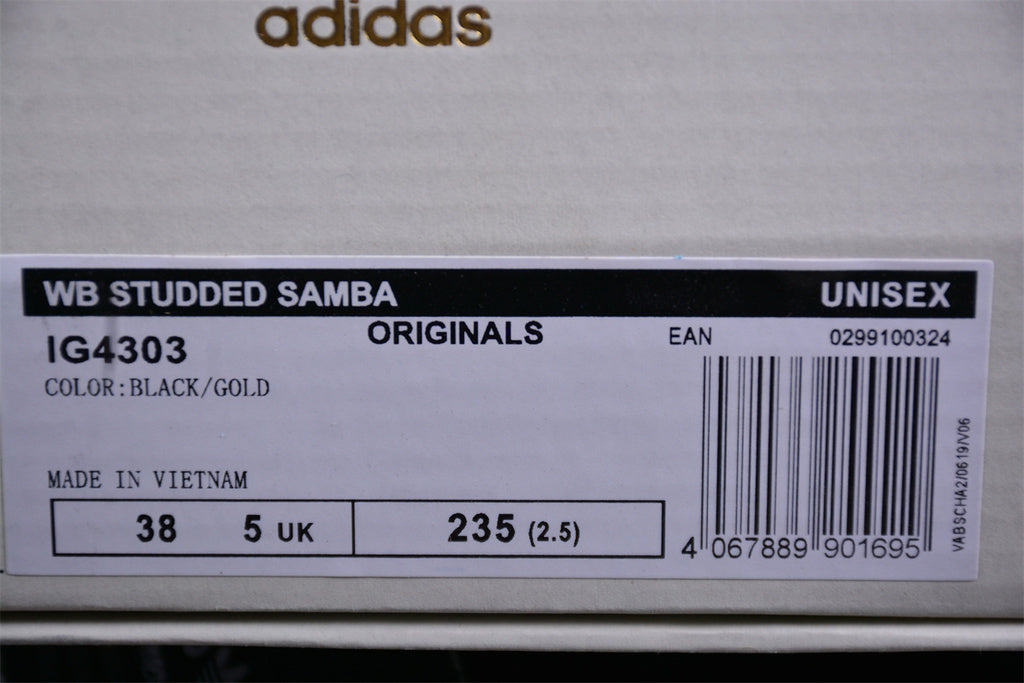 adidas
WB STUDDED SAMBA UNISEX
IG4303 ORIGINALS EAN 0299100324
COLOR:BLACK/GOLD
MADE IN VIETNAM
38 5 UK 235 (2.5)
4 067889 901695
VABSCHA2/0619/V06